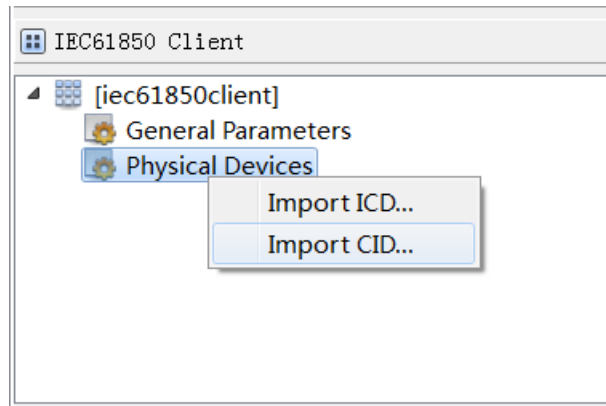 IEC61850 Client
[iec61850client]
General Parameters
Physical Devices
Import ICD...
Import CID...